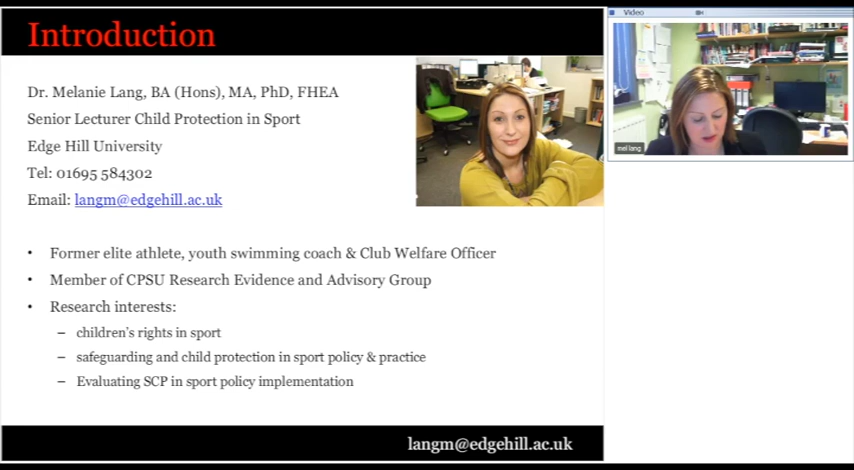 Introduction
Dr. Melanie Lang, BA (Hons), MA, PhD, FHEA
Senior Lecturer Child Protection in Sport
Edge Hill University
Tel: 01695 584302
Email: langm@edgehill.ac.uk
• Former elite athlete, youth swimming coach & Club Welfare Officer
• Member of CPSU Research Evidence and Advisory Group
• Research interests:
– children's rights in sport
– safeguarding and child protection in sport policy & practice
– Evaluating SCP in sport policy implementation
langm@edgehill.ac.uk
Video
mel lang